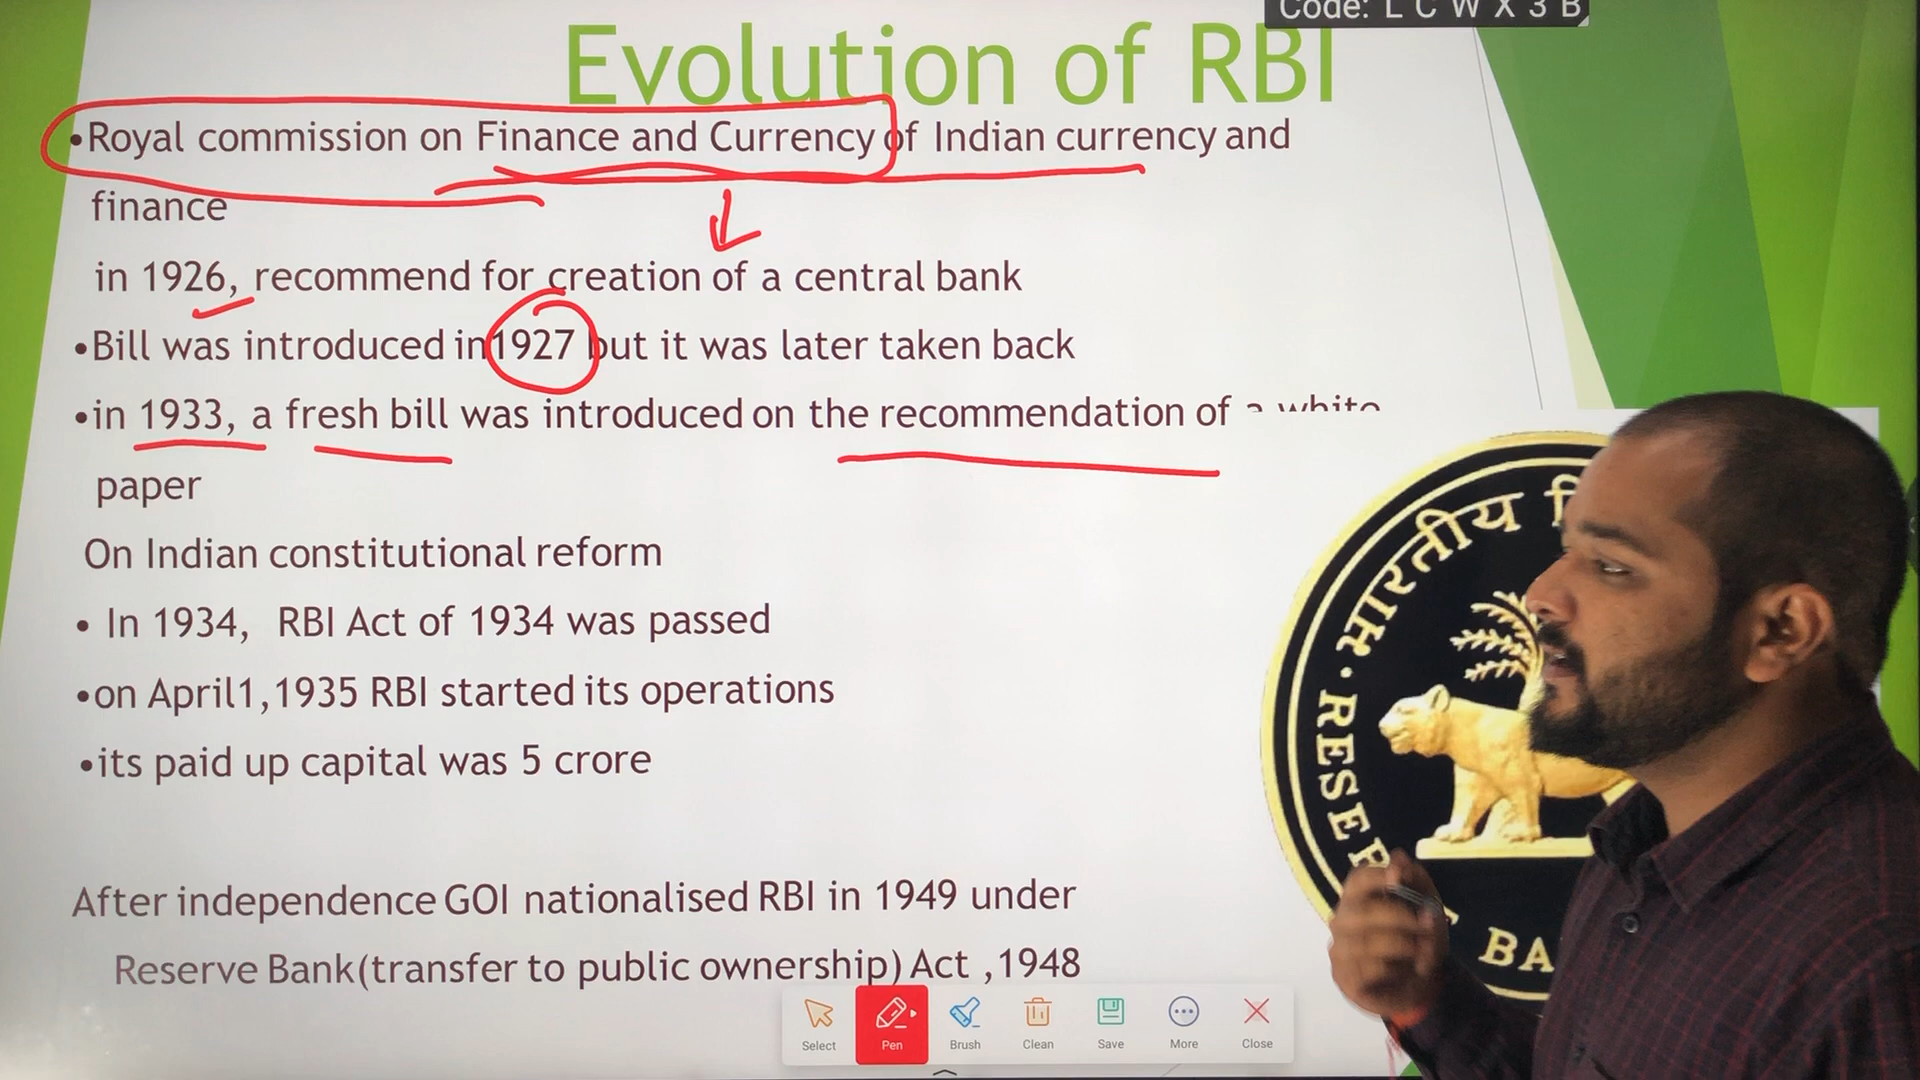 Code: L C W X 3 B
Evolution of RBI
•Royal commission on Finance and Currency of Indian currency and
finance
in 1926, recommend for creation of a central bank
•Bill was introduced in 1927 but it was later taken back
•in 1933, a fresh bill was introduced on the recommendation of a white
paper
On Indian constitutional reform
• In 1934, RBI Act of 1934 was passed
•on April1,1935 RBI started its operations
•its paid up capital was 5 crore
After independence GOI nationalised RBI in 1949 under
Reserve Bank(transfer to public ownership) Act ,1948
भारतीय
RESER
BA
Select Pen Brush Clean Save More Close